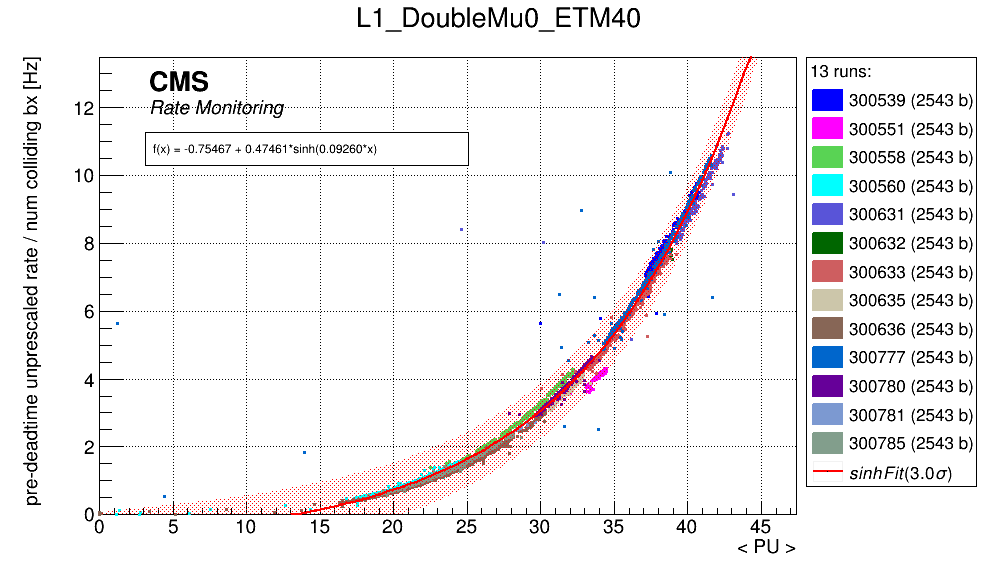 L1_DoubleMu0_ETM40
pre-deadtime unprescaled rate / num colliding bx [Hz]
CMS
Rate Monitoring
f(x) = -0.75467 + 0.47461*sinh(0.09260*x)
12
10
8
6
4
2
0
0 5 10 15 20 25 30 35 40 45
< PU >
13 runs:
300539 (2543 b)
300551 (2543 b)
300558 (2543 b)
300560 (2543 b)
300631 (2543 b)
300632 (2543 b)
300633 (2543 b)
300635 (2543 b)
300636 (2543 b)
300777 (2543 b)
300780 (2543 b)
300781 (2543 b)
300785 (2543 b)
sinhFit(3.0σ)